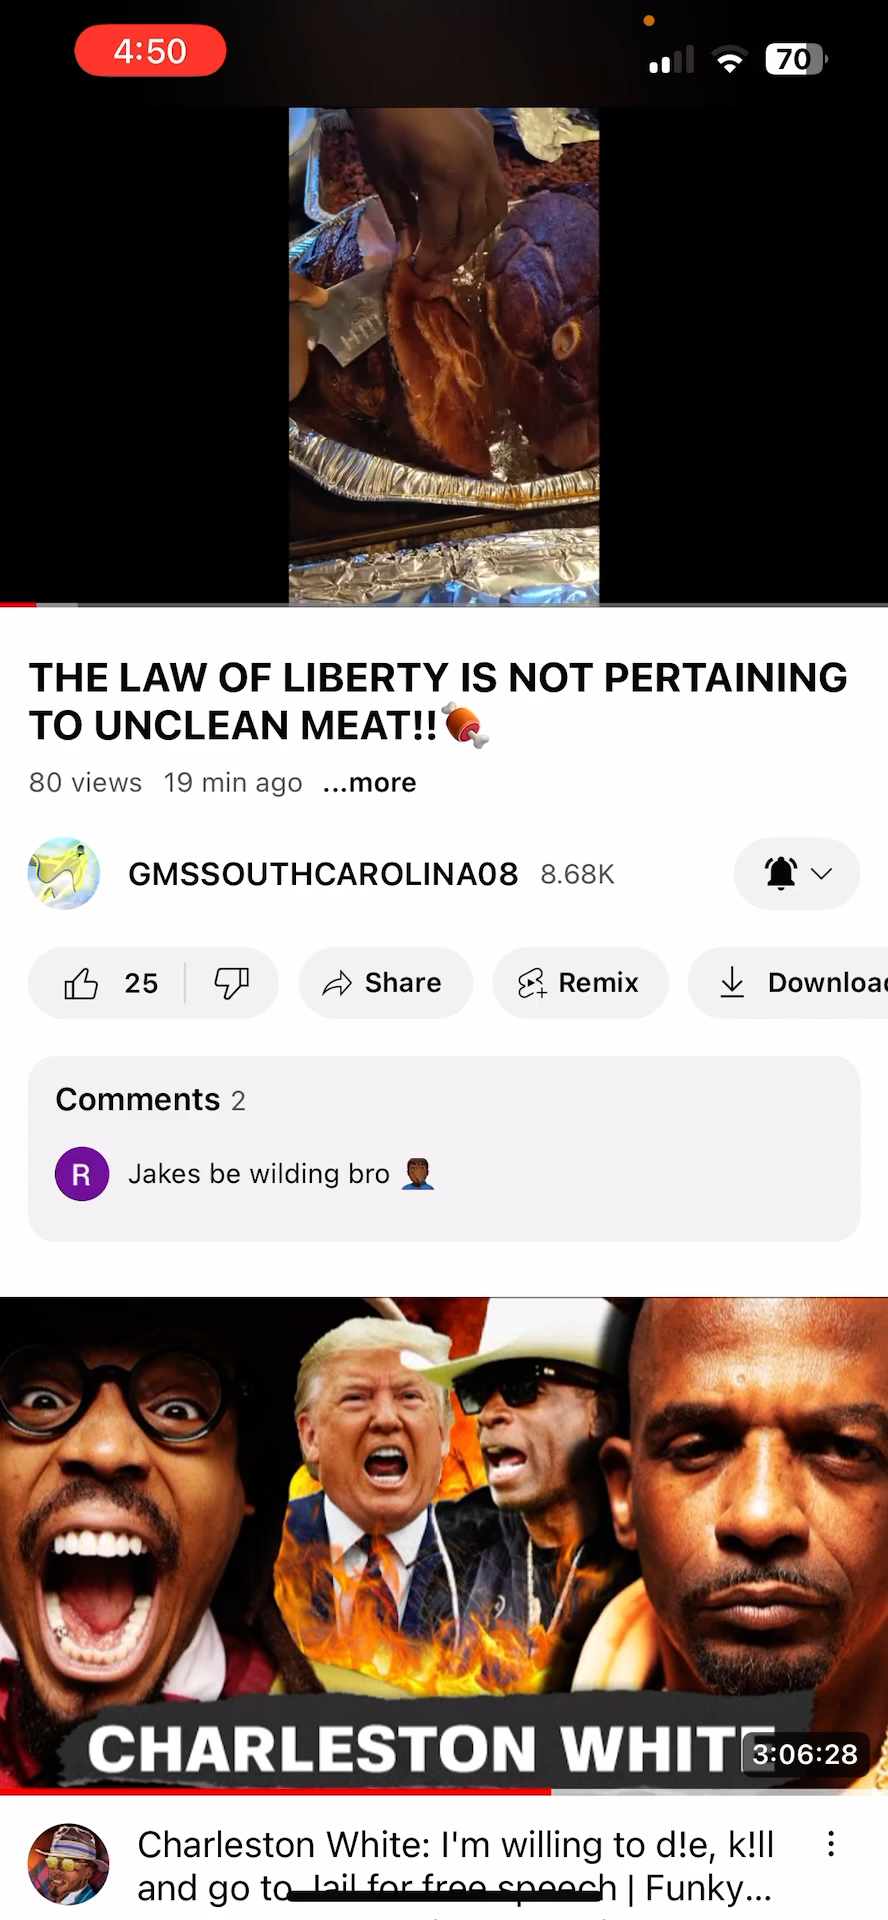 4:50
70
THE LAW OF LIBERTY IS NOT PERTAINING
TO UNCLEAN MEAT!!🍖
80 views 19 min ago ...more
GMSSOUTHCAROLINA08 8.68K
25 Share Remix Downloa
Comments 2
R Jakes be wilding bro 🤦🏿‍♂️
CHARLESTON WHITE
3:06:28
Charleston White: I'm willing to d!e, k!ll
and go to Jail for free speech | Funky...